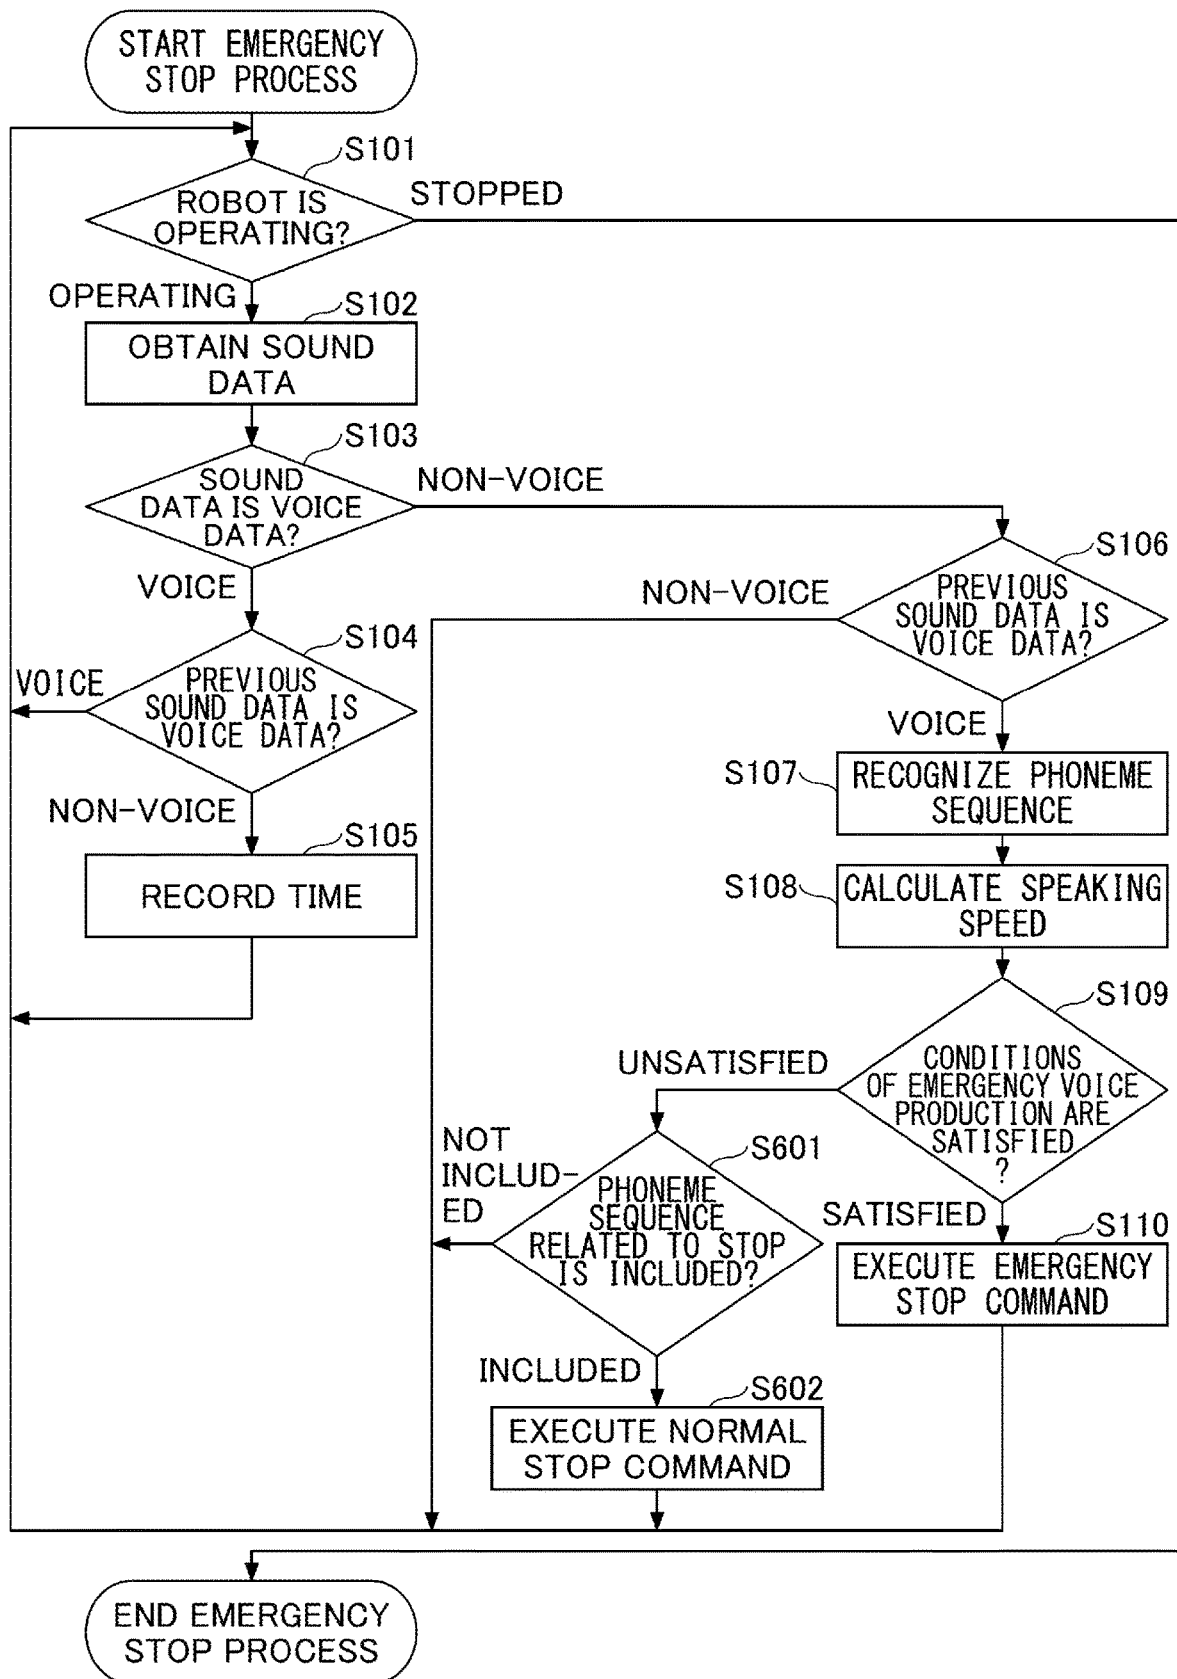 START EMERGENCY
STOP PROCESS
S101
ROBOT IS
OPERATING?
STOPPED
OPERATING
S102
OBTAIN SOUND
DATA
S103
SOUND
DATA IS VOICE
DATA?
NON-VOICE
VOICE
S104
PREVIOUS
SOUND DATA IS
VOICE DATA?
VOICE
NON-VOICE
S105
RECORD TIME
S106
PREVIOUS
SOUND DATA IS
VOICE DATA?
NON-VOICE
VOICE
S107
RECOGNIZE PHONEME
SEQUENCE
S108
CALCULATE SPEAKING
SPEED
S109
CONDITIONS
OF EMERGENCY VOICE
PRODUCTION ARE
SATISFIED
?
UNSATISFIED
SATISFIED
S110
EXECUTE EMERGENCY
STOP COMMAND
S601
PHONEME
SEQUENCE
RELATED TO STOP
IS INCLUDED?
NOT
INCLUD-
ED
INCLUDED
S602
EXECUTE NORMAL
STOP COMMAND
END EMERGENCY
STOP PROCESS